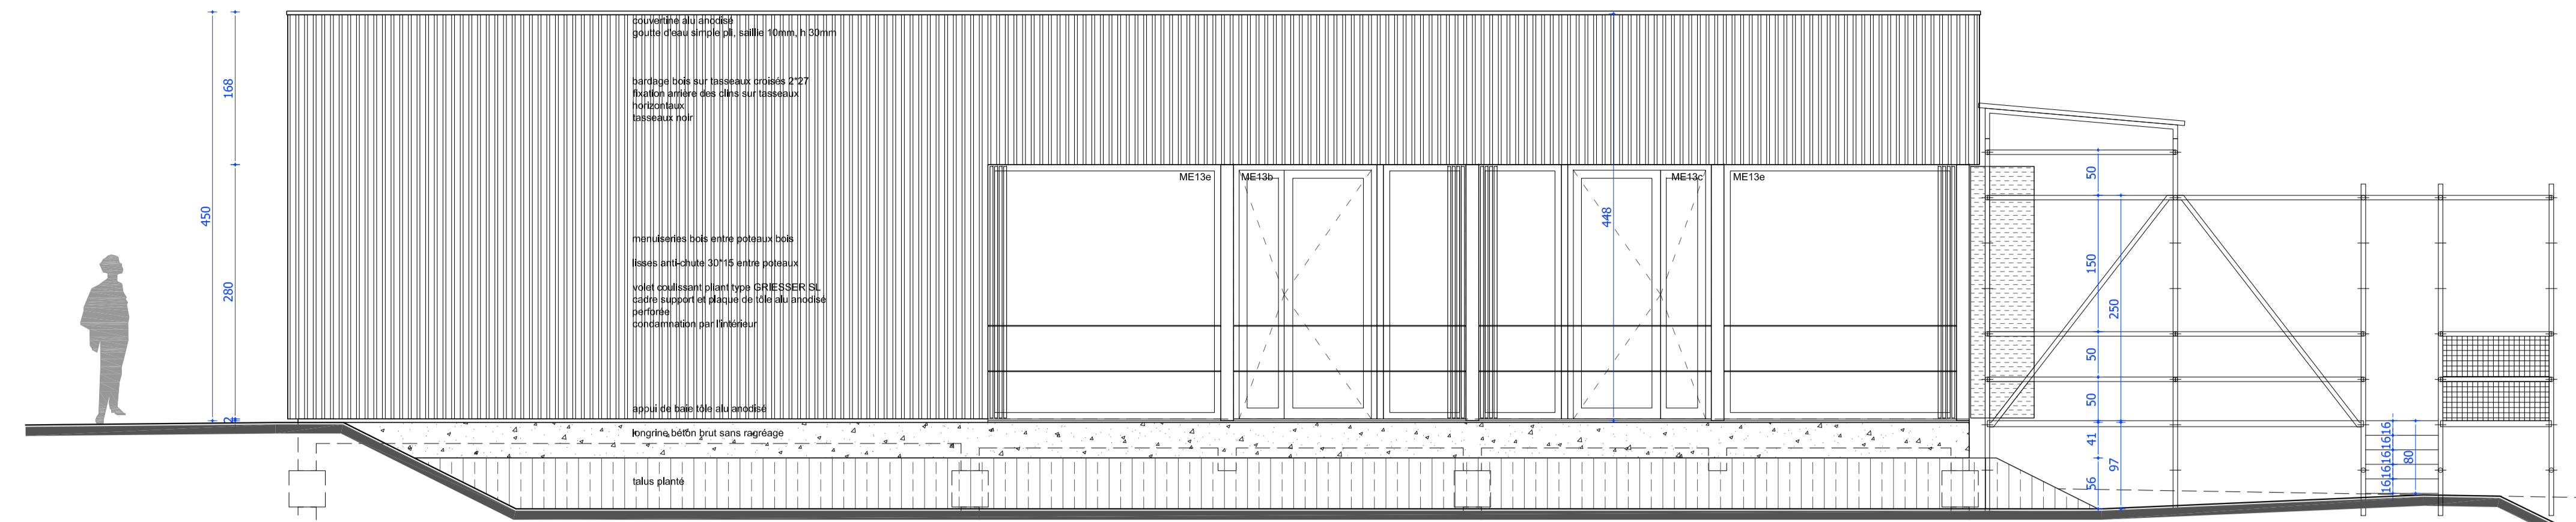 couvertine alu anodisé
goutte d'eau simple pli, saillie 10mm, h 30mm
bardage bois sur tasseaux croisés 2*27
fixation arrière des clins sur tasseaux
horizontaux
tasseaux noir
menuiseries bois entre poteaux bois
lisses anti-chute 30*15 entre poteaux
volet coulissant pliant type GRIESSER SL
cadre support et plaque de tôle alu anodisé
perforée
condamnation par l'intérieur
appui de baie tôle alu anodisé
longrine béton brut sans ragréage
talus planté
450
168
280
2
ME13e
ME13b
448
ME13c
ME13e
50
150
250
50
50
41
97
56
16
16
16
16
16
80